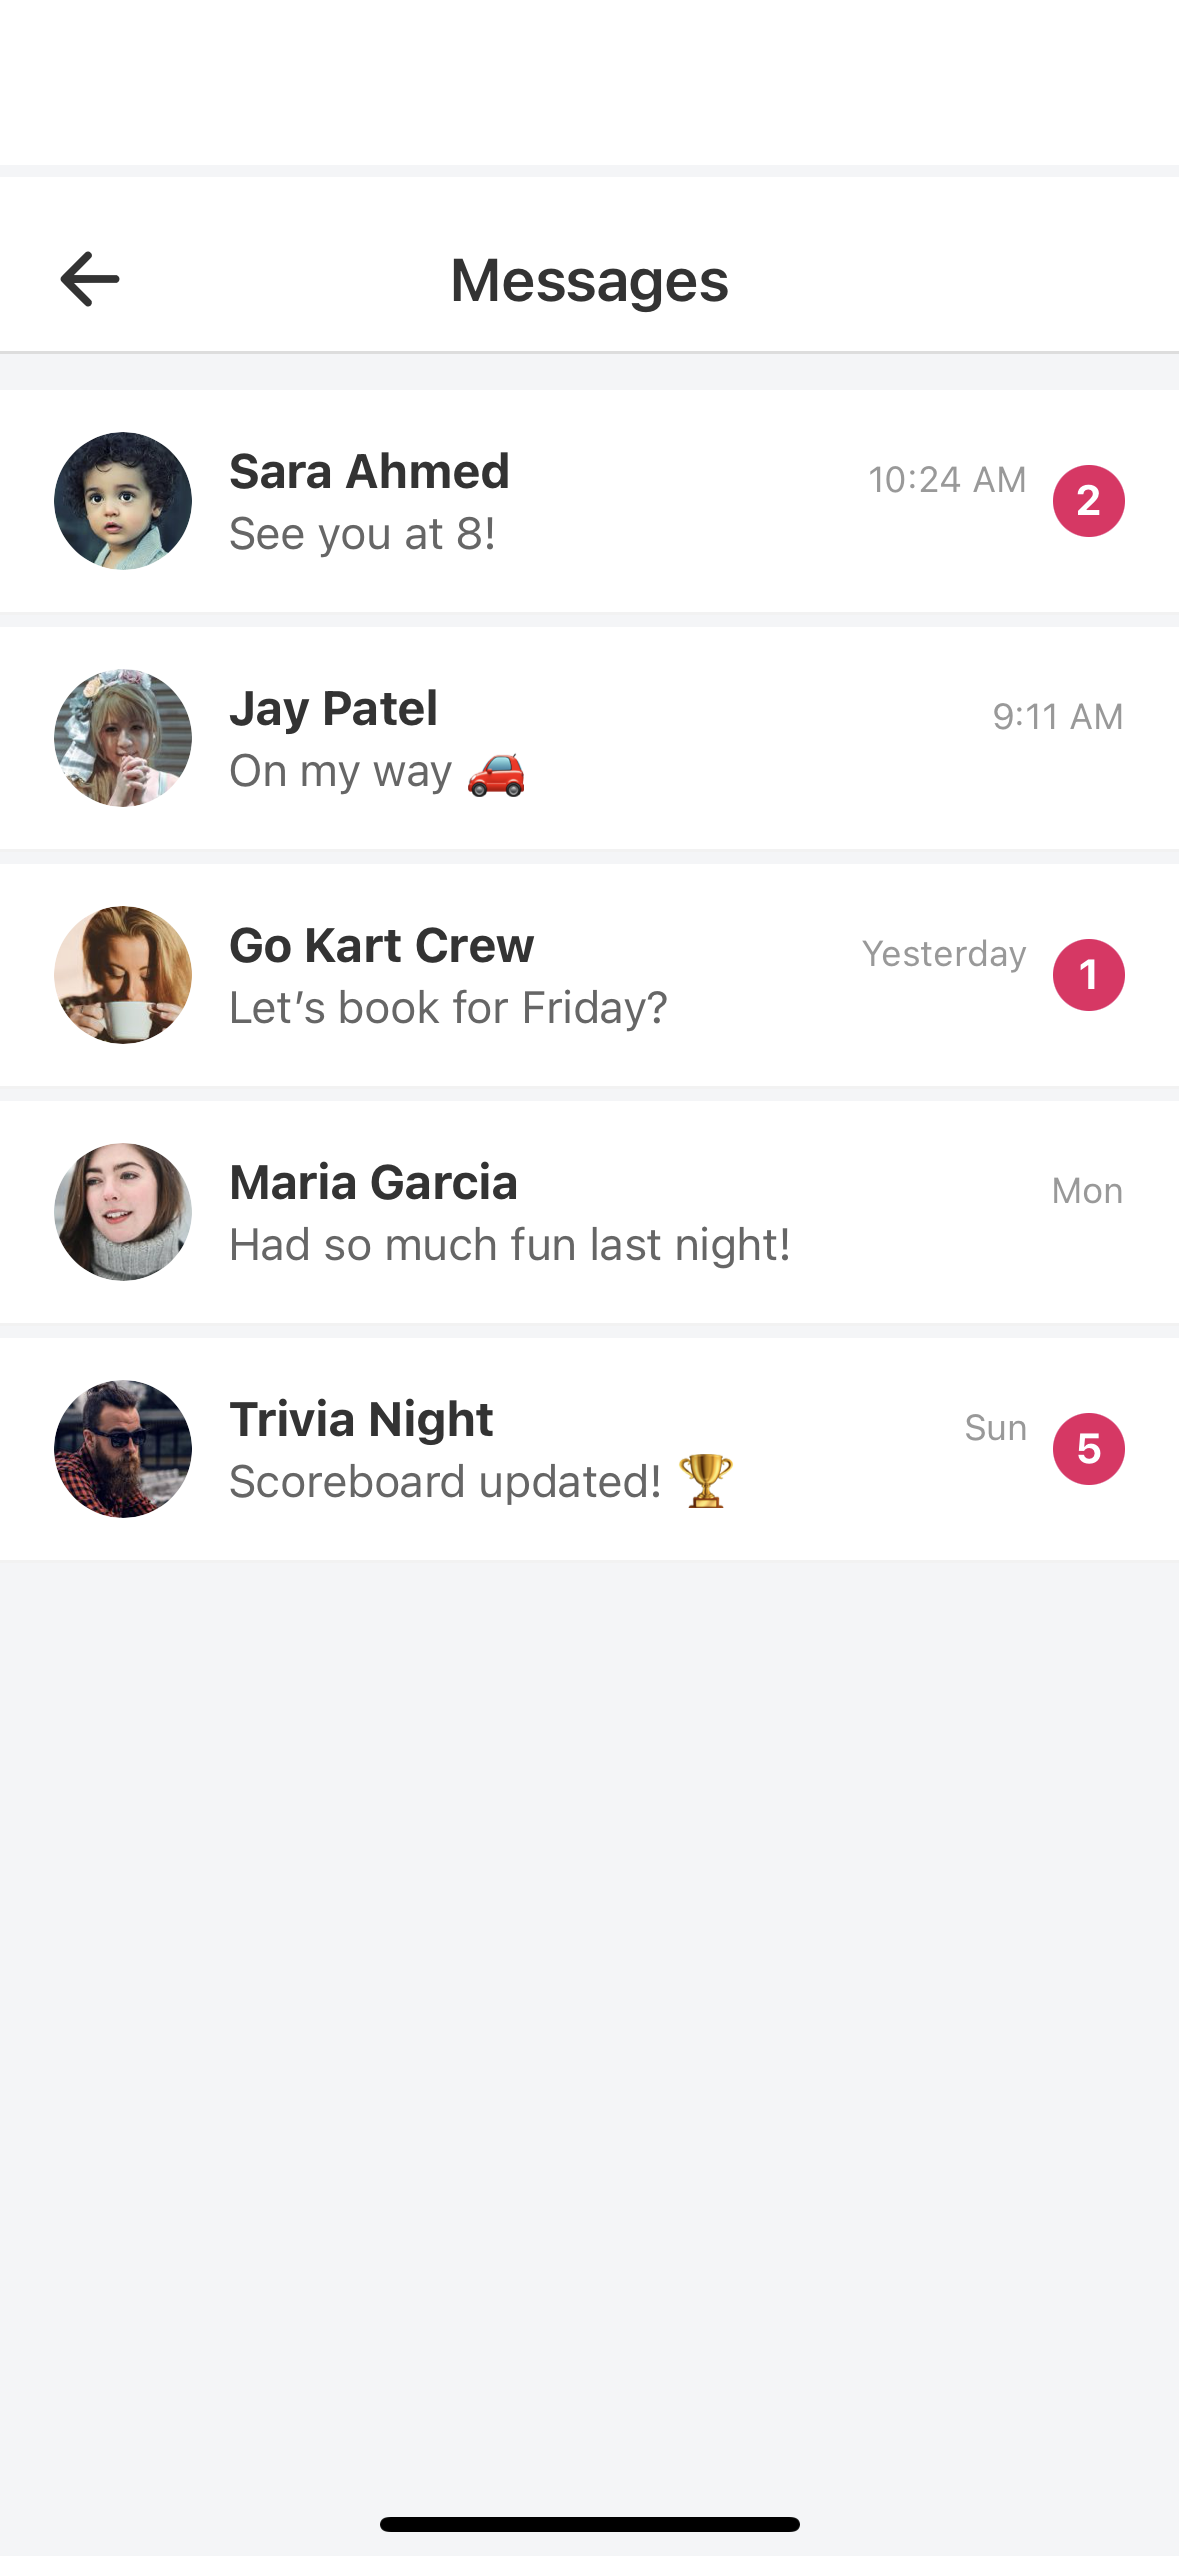 Messages
Sara Ahmed
10:24 AM
2
See you at 8!
Jay Patel
9:11 AM
On my way 🚗
Go Kart Crew
Yesterday
1
Let’s book for Friday?
Maria Garcia
Mon
Had so much fun last night!
Trivia Night
Sun
5
Scoreboard updated! 🏆